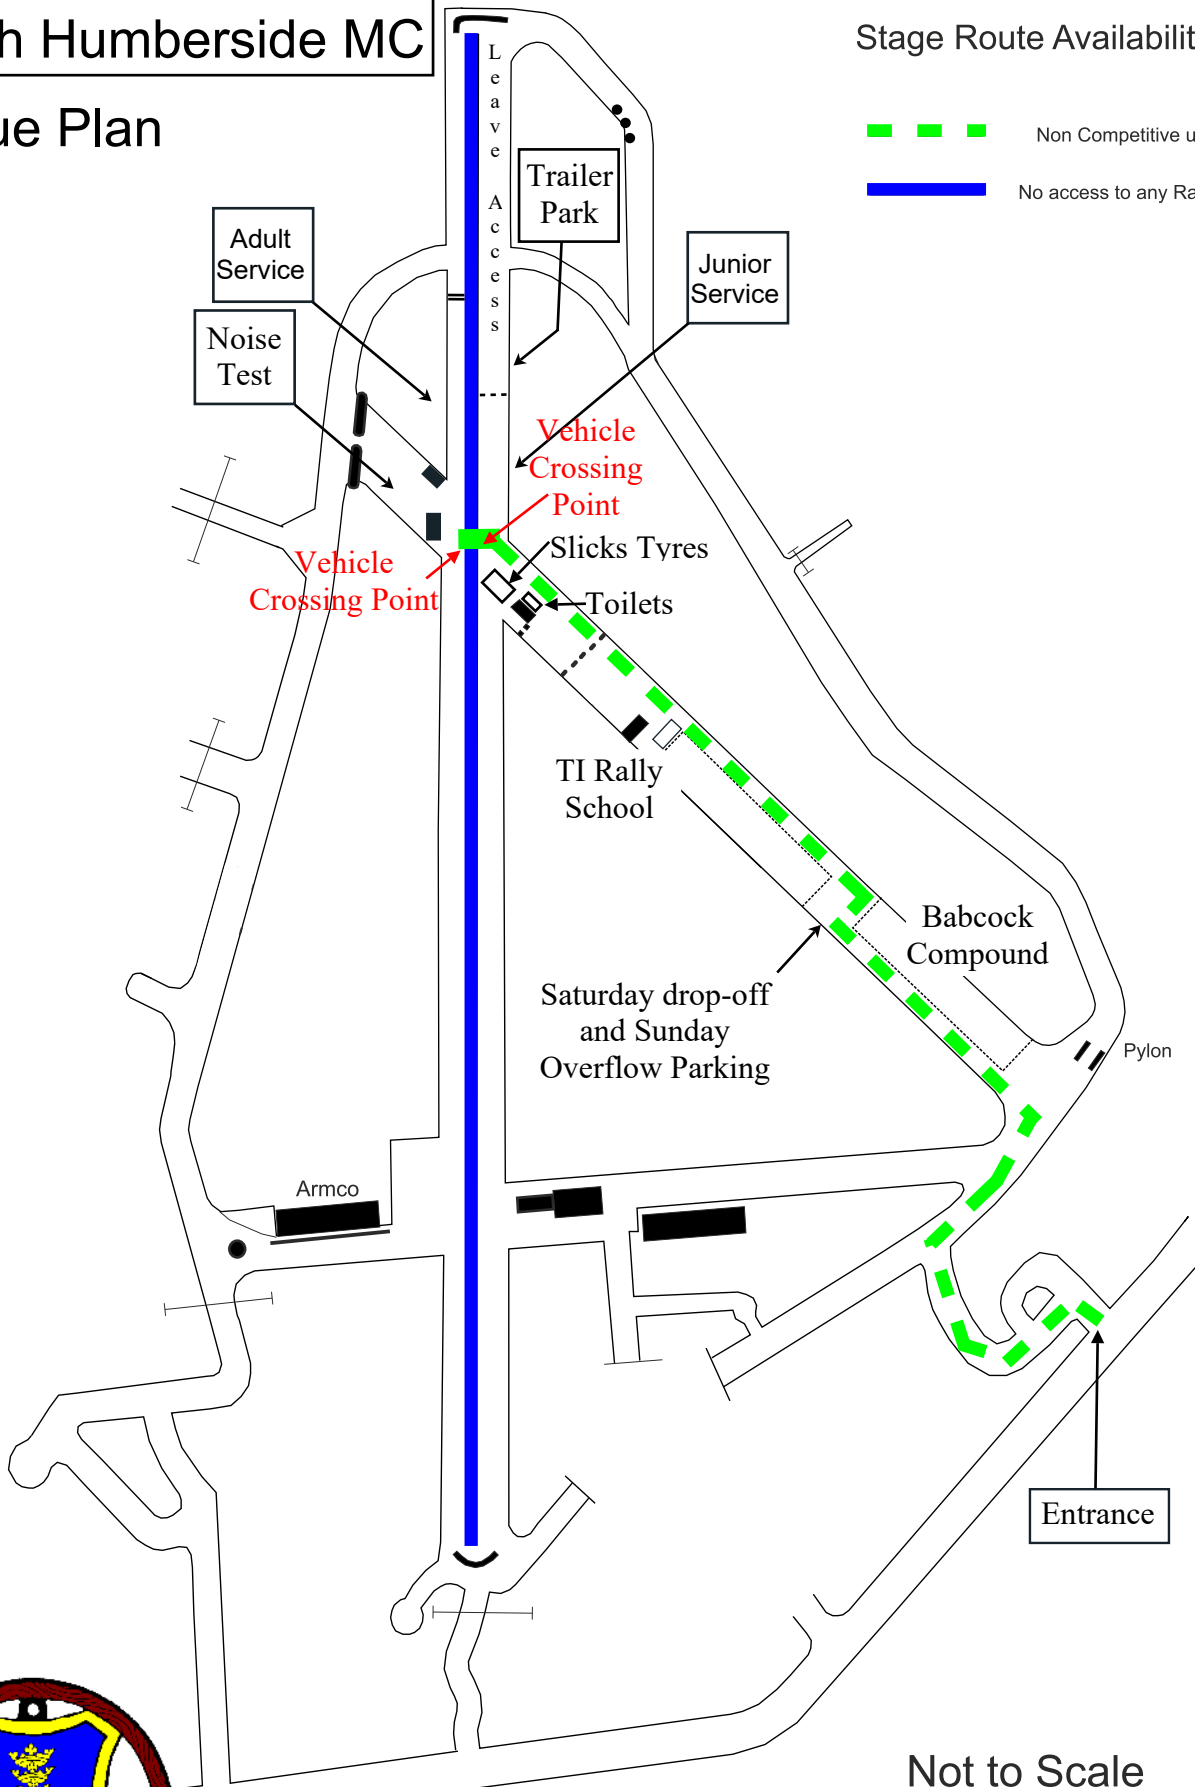 h Humberside MC
ue Plan
Stage Route Availabilit
Non Competitive u
No access to any Ra
Leave Access
Trailer
Park
Adult
Service
Junior
Service
Noise
Test
Vehicle
Crossing
Point
Slicks Tyres
Vehicle
Crossing Point
Toilets
TI Rally
School
Babcock
Compound
Saturday drop-off
and Sunday
Overflow Parking
Pylon
Armco
Entrance
Not to Scale